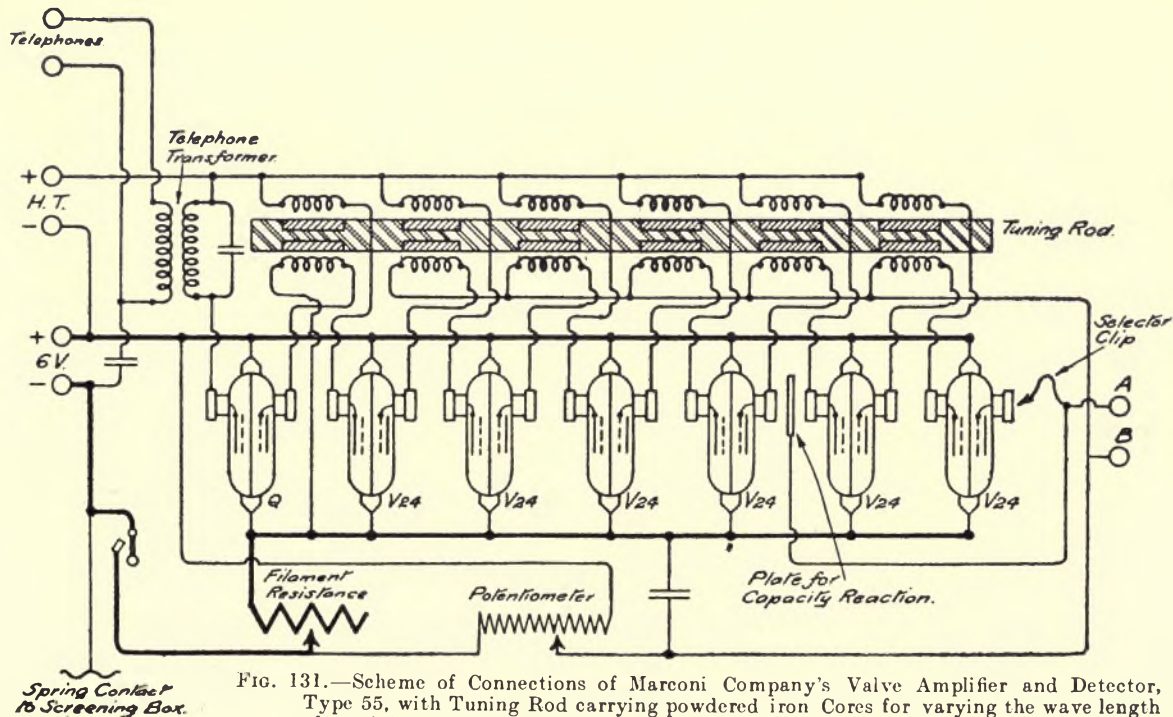 Telephones.
Telephone
Transformer.
+
H.T.
-
Tuning Rod.
+
6V.
-
Selector
Clip
A
B
Q
V24
V24
V24
V24
V24
V24
Filament
Resistance
Potentiometer
Plate for
Capacity Reaction.
Spring Contact
to Screening Box.
FIG. 131.—Scheme of Connections of Marconi Company's Valve Amplifier and Detector,
Type 55, with Tuning Rod carrying powdered iron Cores for varying the wave length